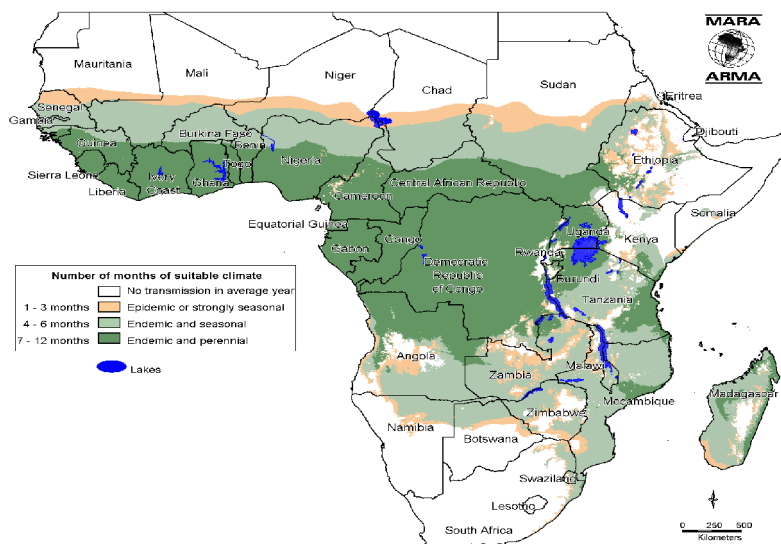 MARA
ARMA
Mauritania
Mali
Niger
Chad
Sudan
Eritrea
Senegal
Gambia
Djibouti
Burkina Faso
Guinea
Benin
Togo
Nigeria
Ethiopia
Sierra Leone
Ivory
Coast
Ghana
Liberia
Central African Republic
Cameroon
Somalia
Equatorial Guinea
Uganda
Kenya
Congo
Gabon
Rwanda
Democratic
Republic
of Congo
Burundi
Tanzania
Number of months of suitable climate
No transmission in average year
1 - 3 months Epidemic or strongly seasonal
4 - 6 months Endemic and seasonal
7 - 12 months Endemic and perennial
Lakes
Angola
Zambia
Malawi
Mocambique
Madagascar
Zimbabwe
Namibia
Botswana
Swaziland
Lesotho
South Africa
0 250 500
Kilometers